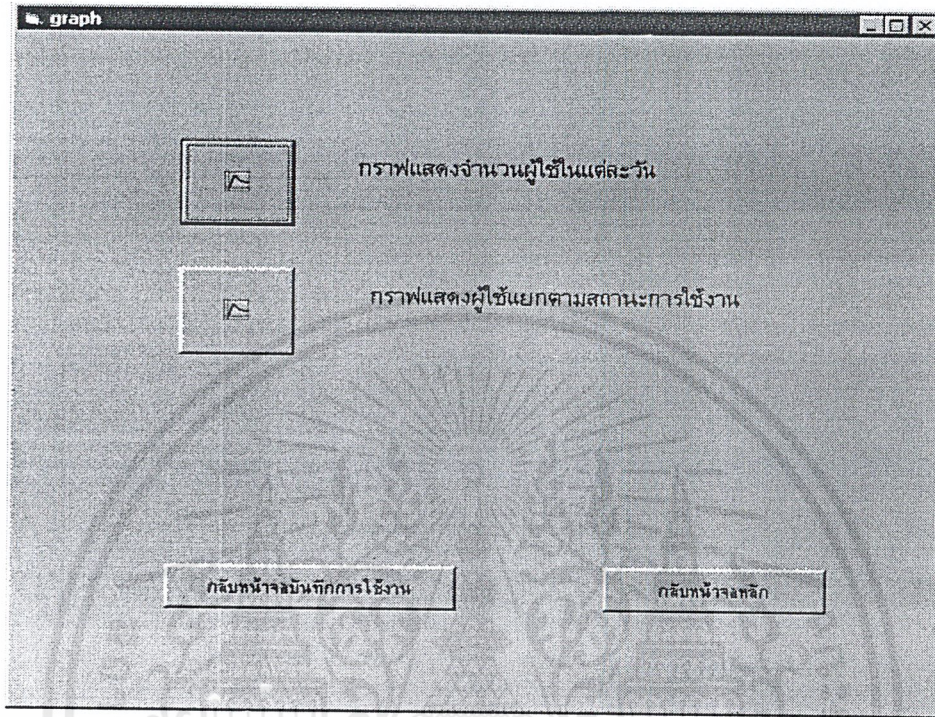 graph
กราฟแสดงจำนวนผู้ใช้ในแต่ละวัน
กราฟแสดงผู้ใช้แยกตามสถานะการใช้งาน
กลับหน้าจอบันทึกการใช้งาน
กลับหน้าจอหลัก